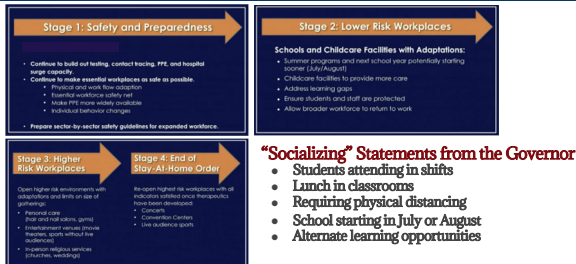 Stage 1: Safety and Preparedness
• Continue to build out testing, contact tracing, PPE, and hospital
surge capacity.
• Continue to make essential workplaces as safe as possible.
• Physical and work flow adaption
• Essential workforce safety net
• Make PPE more widely available
• Individual behavior changes
• Prepare sector-by-sector safety guidelines for expanded workforce.
Stage 2: Lower Risk Workplaces
Schools and Childcare Facilities with Adaptations:
• Summer programs and next school year potentially starting
sooner (July/August)
• Childcare facilities to provide more care
• Address learning gaps
• Ensure students and staff are protected
• Allow broader workforce to return to work
Stage 3: Higher
Risk Workplaces
Open higher risk environments with
adaptations and limits on size of
gatherings:
• Personal care
(hair and nail salons, gyms)
• Entertainment venues (movie
theaters, sports without live
audiences)
• In-person religious services
(churches, weddings)
Stage 4: End of
Stay-At-Home Order
Re-open highest risk workplaces with all
indicators satisfied once therapeutics
have been developed:
• Concerts
• Convention Centers
• Live audience sports
“Socializing” Statements from the Governor
• Students attending in shifts
• Lunch in classrooms
• Requiring physical distancing
• School starting in July or August
• Alternate learning opportunities